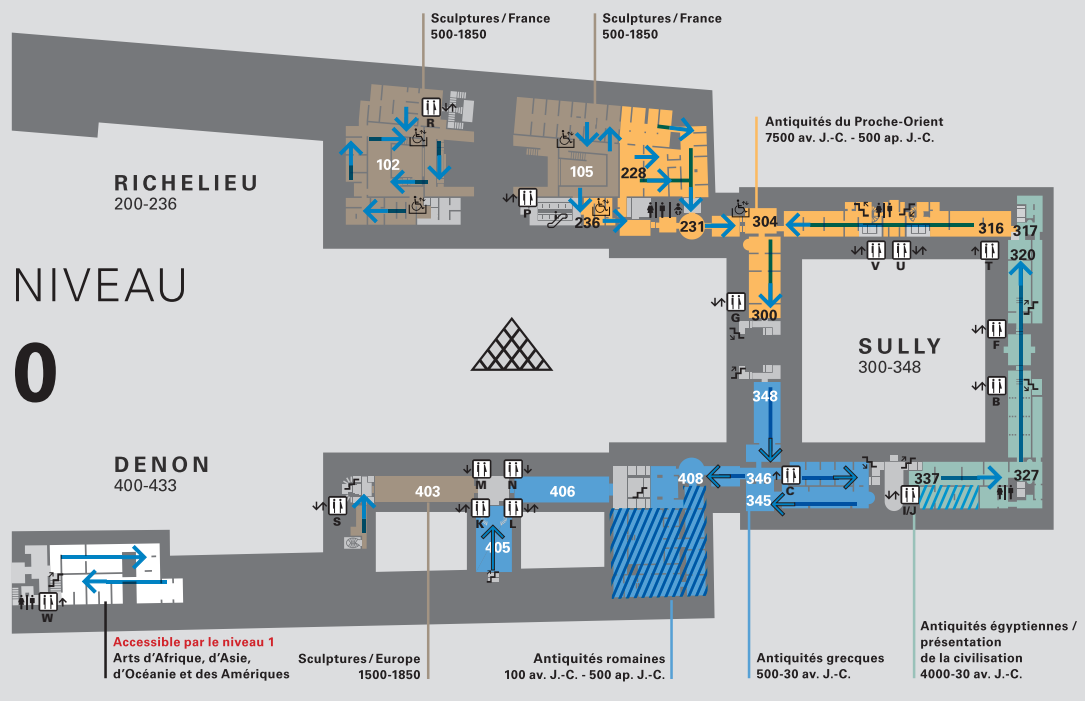 Sculptures / France
500-1850
Sculptures / France
500-1850
Antiquités du Proche-Orient
7500 av. J.-C. - 500 ap. J.-C.
R
102
105
228
RICHELIEU
200-236
P
236
231
304
316
317
V
U
T
320
NIVEAU
0
G
300
SULLY
300-348
F
B
348
DENON
400-433
M
N
403
406
408
346
C
337
327
345
S
K
L
I/J
405
W
Accessible par le niveau 1
Arts d’Afrique, d’Asie,
d’Océanie et des Amériques
Sculptures / Europe
1500-1850
Antiquités romaines
100 av. J.-C. - 500 ap. J.-C.
Antiquités grecques
500-30 av. J.-C.
Antiquités égyptiennes /
présentation
de la civilisation
4000-30 av. J.-C.